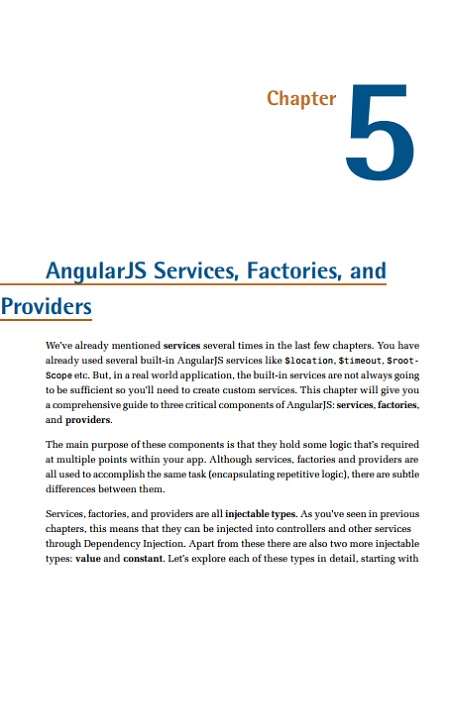 Chapter 5
AngularJS Services, Factories, and
Providers
We've already mentioned services several times in the last few chapters. You have
already used several built-in AngularJS services like $location, $timeout, $root-
Scope etc. But, in a real world application, the built-in services are not always going
to be sufficient so you'll need to create custom services. This chapter will give you
a comprehensive guide to three critical components of AngularJS: services, factories,
and providers.
The main purpose of these components is that they hold some logic that's required
at multiple points within your app. Although services, factories and providers are
all used to accomplish the same task (encapsulating repetitive logic), there are subtle
differences between them.
Services, factories, and providers are all injectable types. As you've seen in previous
chapters, this means that they can be injected into controllers and other services
through Dependency Injection. Apart from these there are also two more injectable
types: value and constant. Let's explore each of these types in detail, starting with